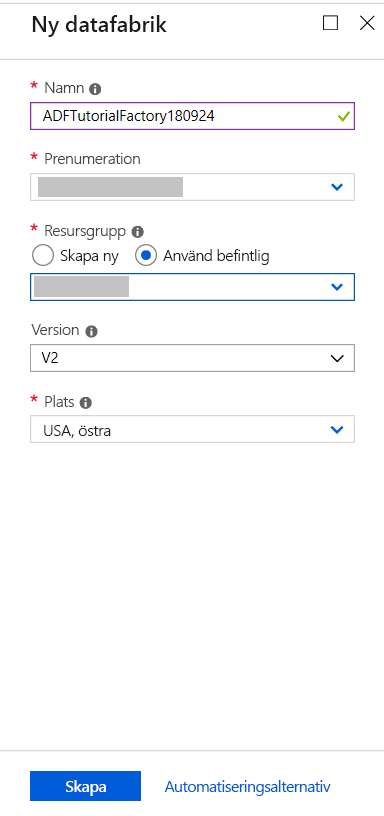 Ny datafabrik
* Namn
ADFTutorialFactory180924
* Prenumeration
* Resursgrupp
Skapa ny Använd befintlig
Version
V2
* Plats
USA, östra
Skapa Automatiseringsalternativ